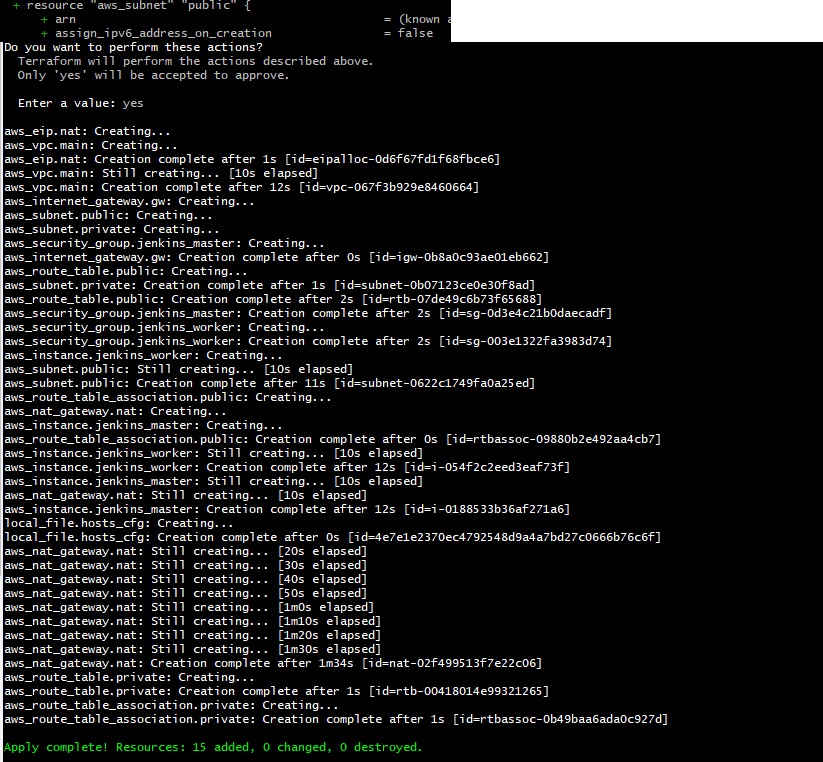 + resource "aws_subnet" "public" {
+ arn = (known a
+ assign_ipv6_address_on_creation = false
Do you want to perform these actions?
Terraform will perform the actions described above.
Only 'yes' will be accepted to approve.
Enter a value: yes
aws_eip.nat: Creating...
aws_vpc.main: Creating...
aws_eip.nat: Creation complete after 1s [id=eipalloc-0d6f67fd1f68fbce6]
aws_vpc.main: Still creating... [10s elapsed]
aws_vpc.main: Creation complete after 12s [id=vpc-067f3b929e8460664]
aws_internet_gateway.gw: Creating...
aws_subnet.public: Creating...
aws_subnet.private: Creating...
aws_security_group.jenkins_master: Creating...
aws_internet_gateway.gw: Creation complete after 0s [id=igw-0b8a0c93ae01eb662]
aws_route_table.public: Creating...
aws_subnet.private: Creation complete after 1s [id=subnet-0b07123ce0e30f8ad]
aws_route_table.public: Creation complete after 2s [id=rtb-07de49c6b73f65688]
aws_security_group.jenkins_master: Creation complete after 2s [id=sg-0d3e4c21b0daecadf]
aws_security_group.jenkins_worker: Creating...
aws_security_group.jenkins_worker: Creation complete after 2s [id=sg-003e1322fa3983d74]
aws_instance.jenkins_worker: Creating...
aws_subnet.public: Still creating... [10s elapsed]
aws_subnet.public: Creation complete after 11s [id=subnet-0622c1749fa0a25ed]
aws_route_table_association.public: Creating...
aws_nat_gateway.nat: Creating...
aws_instance.jenkins_master: Creating...
aws_route_table_association.public: Creation complete after 0s [id=rtbassoc-09880b2e492aa4cb7]
aws_instance.jenkins_worker: Still creating... [10s elapsed]
aws_instance.jenkins_worker: Creation complete after 12s [id=i-054f2c2eed3eaf73f]
aws_instance.jenkins_master: Still creating... [10s elapsed]
aws_nat_gateway.nat: Still creating... [10s elapsed]
aws_instance.jenkins_master: Creation complete after 12s [id=i-0188533b36af271a6]
local_file.hosts_cfg: Creating...
local_file.hosts_cfg: Creation complete after 0s [id=4e7e1e2370ec4792548d9a4a7bd27c0666b76c6f]
aws_nat_gateway.nat: Still creating... [20s elapsed]
aws_nat_gateway.nat: Still creating... [30s elapsed]
aws_nat_gateway.nat: Still creating... [40s elapsed]
aws_nat_gateway.nat: Still creating... [50s elapsed]
aws_nat_gateway.nat: Still creating... [1m0s elapsed]
aws_nat_gateway.nat: Still creating... [1m10s elapsed]
aws_nat_gateway.nat: Still creating... [1m20s elapsed]
aws_nat_gateway.nat: Still creating... [1m30s elapsed]
aws_nat_gateway.nat: Creation complete after 1m34s [id=nat-02f499513f7e22c06]
aws_route_table.private: Creating...
aws_route_table.private: Creation complete after 1s [id=rtb-00418014e99321265]
aws_route_table_association.private: Creating...
aws_route_table_association.private: Creation complete after 1s [id=rtbassoc-0b49baa6ada0c927d]
Apply complete! Resources: 15 added, 0 changed, 0 destroyed.